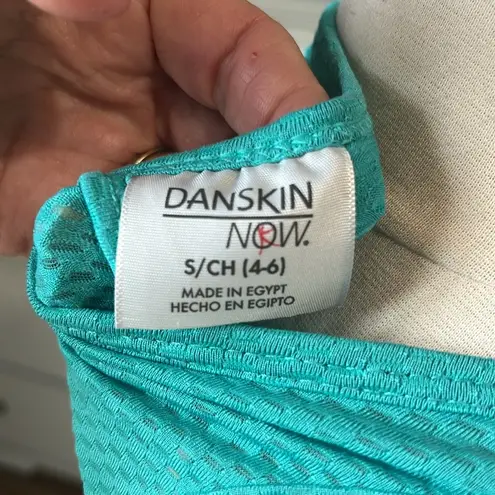 DANSKIN
NOW.
S/CH (4-6)
MADE IN EGYPT
HECHO EN EGIPTO